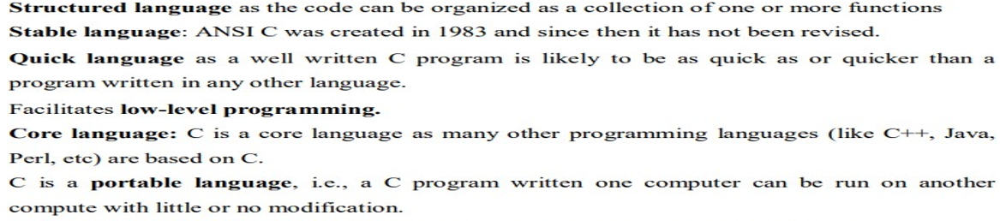 Structured language as the code can be organized as a collection of one or more functions
Stable language: ANSI C was created in 1983 and since then it has not been revised.
Quick language as a well written C program is likely to be as quick as or quicker than a
program written in any other language.
Facilitates low-level programming.
Core language: C is a core language as many other programming languages (like C++, Java,
Perl, etc) are based on C.
C is a portable language, i.e., a C program written one computer can be run on another
compute with little or no modification.